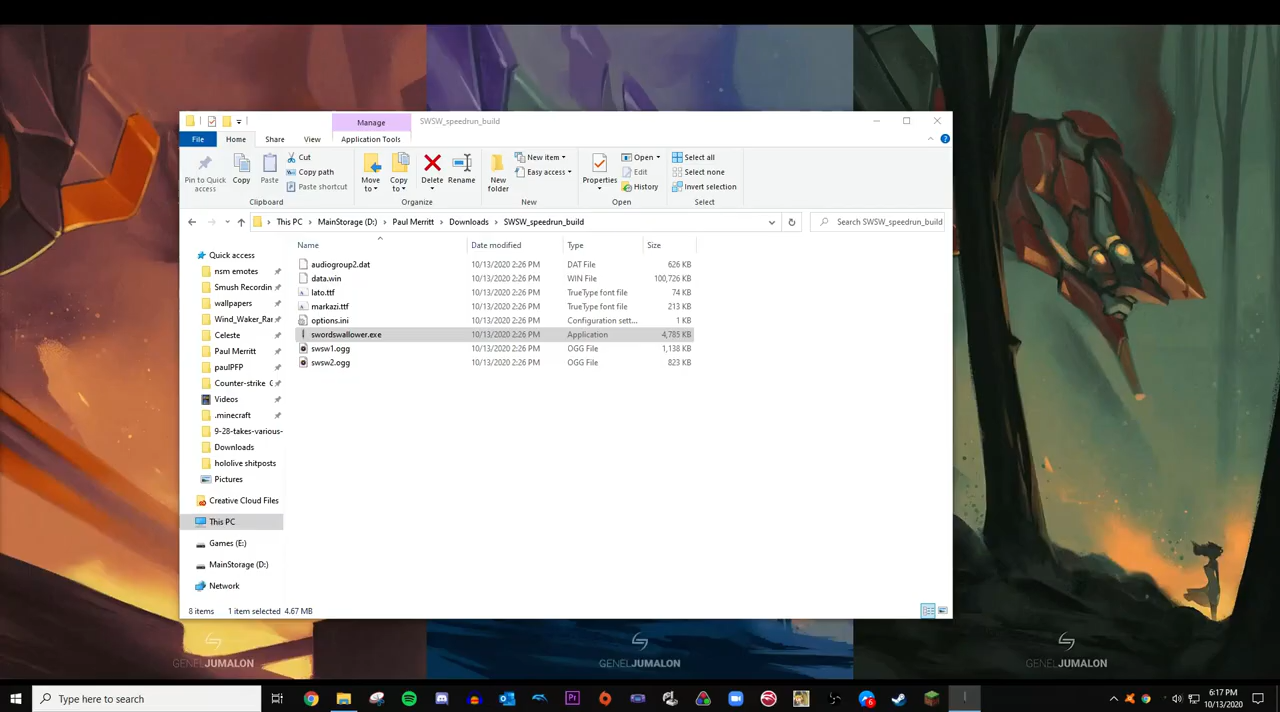 Manage
SWSW_speedrun_build
File
Home
Share
View
Application Tools
Pin to Quick access
Copy
Paste
Cut
Copy path
Paste shortcut
Move to
Copy to
Delete
Rename
New folder
New item
Easy access
Properties
Open
Edit
History
Select all
Select none
Invert selection
Clipboard
Organize
New
Open
Select
This PC > MainStorage (D:) > Paul Merritt > Downloads > SWSW_speedrun_build
Search SWSW_speedrun_build
Name Date modified Type Size
audiogroup2.dat 10/13/2020 2:26 PM DAT File 626 KB
data.win 10/13/2020 2:26 PM WIN File 100,726 KB
lato.ttf 10/13/2020 2:26 PM TrueType font file 74 KB
markazi.ttf 10/13/2020 2:26 PM TrueType font file 213 KB
options.ini 10/13/2020 2:26 PM Configuration sett... 1 KB
swordswallower.exe 10/13/2020 2:26 PM Application 4,785 KB
swsw1.ogg 10/13/2020 2:26 PM OGG File 1,138 KB
swsw2.ogg 10/13/2020 2:26 PM OGG File 823 KB
Quick access
nsm emotes
Smush Recordin
wallpapers
Wind_Waker_Rar
Celeste
Paul Merritt
paulPFP
Counter-strike
Videos
.minecraft
9-28-takes-various-
Downloads
hololive shitposts
Pictures
Creative Cloud Files
This PC
Games (E:)
MainStorage (D:)
Network
8 items 1 item selected 4.67 MB
GENELJUMALON
GENELJUMALON
GENELJUMALON
Type here to search
Pr
6
6:17 PM
10/13/2020